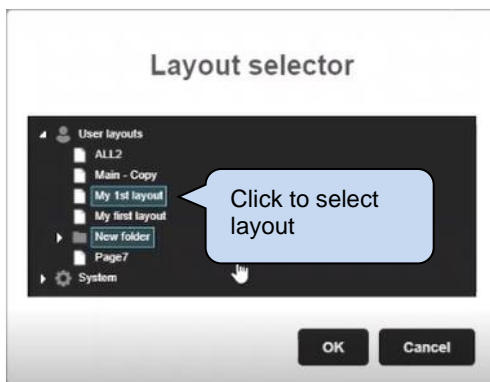 Layout selector
User layouts
ALL2
Main - Copy
My 1st layout
My first layout
New folder
Page7
System
Click to select
layout
OK
Cancel